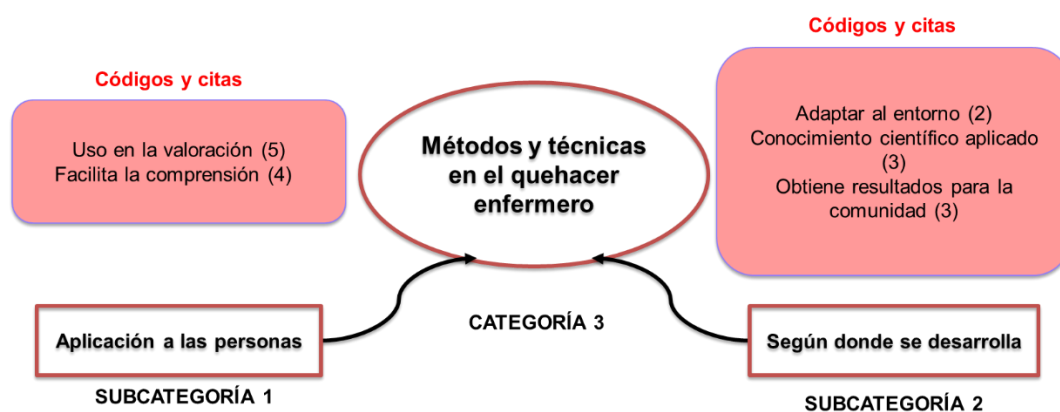 Códigos y citas
Uso en la valoración (5)
Facilita la comprensión (4)
Métodos y técnicas
en el quehacer
enfermero
Códigos y citas
Adaptar al entorno (2)
Conocimiento científico aplicado
(3)
Obtiene resultados para la
comunidad (3)
Aplicación a las personas
SUBCATEGORÍA 1
CATEGORÍA 3
Según donde se desarrolla
SUBCATEGORÍA 2